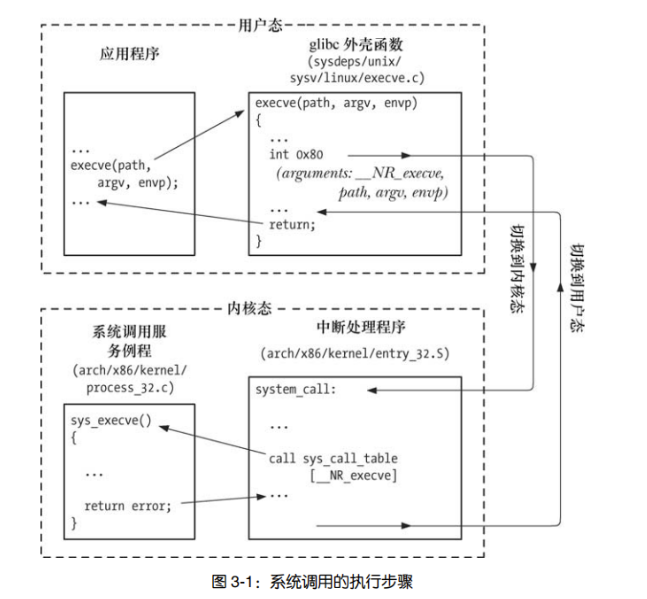 用户态
应用程序
glibc 外壳函数
(sysdeps/unix/
sysv/linux/execve.c)
...
execve(path,
argv, envp);
...
execve(path, argv, envp)
{
...
int 0x80
(arguments: __NR_execve,
path, argv, envp)
...
return;
}
切换到内核态
切换到用户态
内核态
系统调用服
务例程
(arch/x86/kernel/
process_32.c)
中断处理程序
(arch/x86/kernel/entry_32.S)
sys_execve()
{
...
return error;
}
system_call:
...
call sys_call_table
[__NR_execve]
...
图 3-1：系统调用的执行步骤